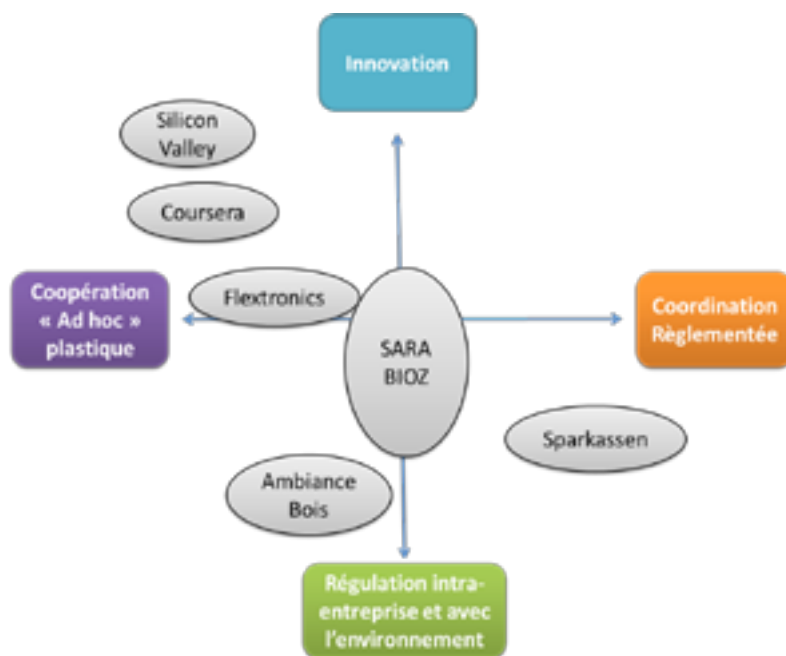 Innovation
Silicon
Valley
Coursera
Coopération
« Ad hoc »
plastique
Flextronics
SARA
BIOZ
Coordination
Règlementée
Sparkassen
Ambiance
Bois
Régulation intra-
entreprise et avec
l'environnement